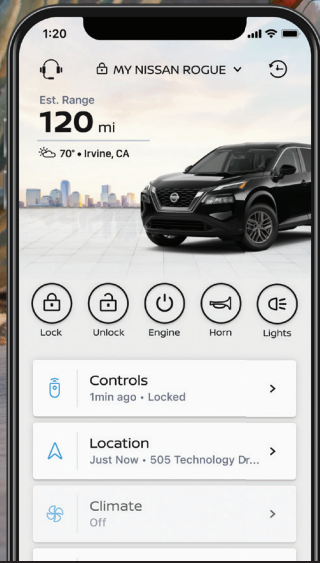 1:20
MY NISSAN ROGUE
Est. Range
120 mi
70° • Irvine, CA
Lock
Unlock
Engine
Horn
Lights
Controls
1min ago • Locked
Location
Just Now • 505 Technology Dr...
Climate
Off